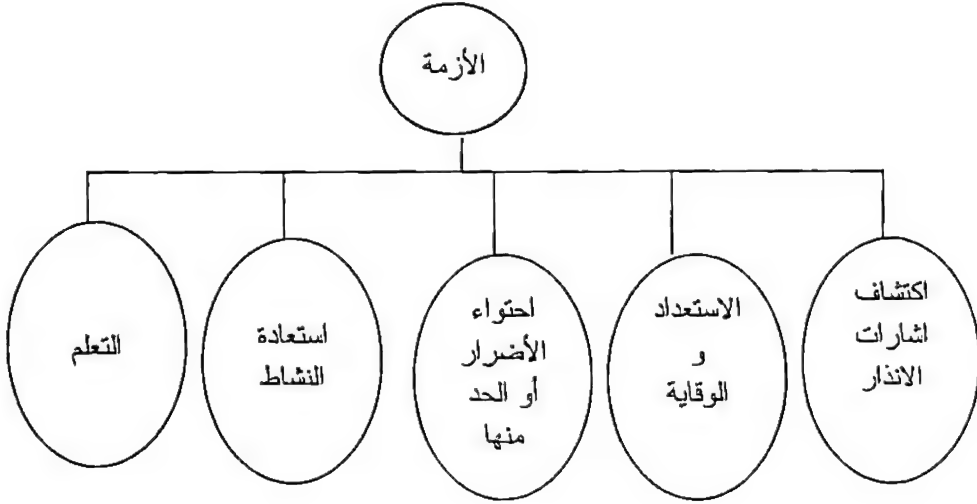 الأزمة
اكتشاف
اشارات
الانذار
الاستعداد
و
الوقاية
احتواء
الأضرار
أو الحد
منها
استعادة
النشاط
التعلم